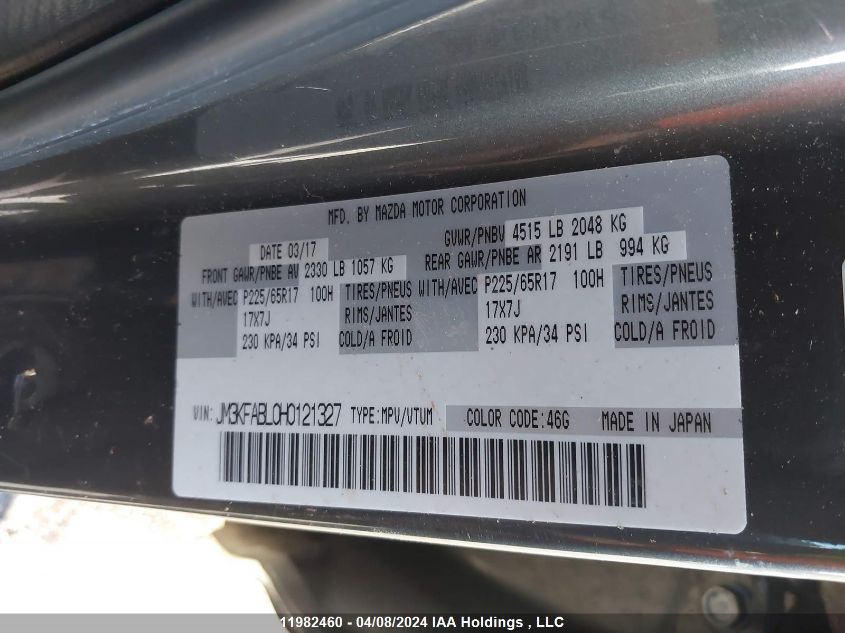 MFD. BY MAZDA MOTOR CORPORATION
DATE 03/17 GVWR/PNBV 4515 LB 2048 KG
FRONT GAWR/PNBE AV 2330 LB 1057 KG REAR GAWR/PNBE AR 2191 LB 994 KG
WITH/AVEC P225/65R17 100H TIRES/PNEUS WITH/AVEC P225/65R17 100H TIRES/PNEUS
17X7J RIMS/JANTES 17X7J RIMS/JANTES
230 KPA/34 PSI COLD/A FROID 230 KPA/34 PSI COLD/A FROID
VIN: JM3KFABL0H0121327 TYPE:MPV/VTUM COLOR CODE:46G MADE IN JAPAN
11982460 - 04/08/2024 IAA Holdings , LLC